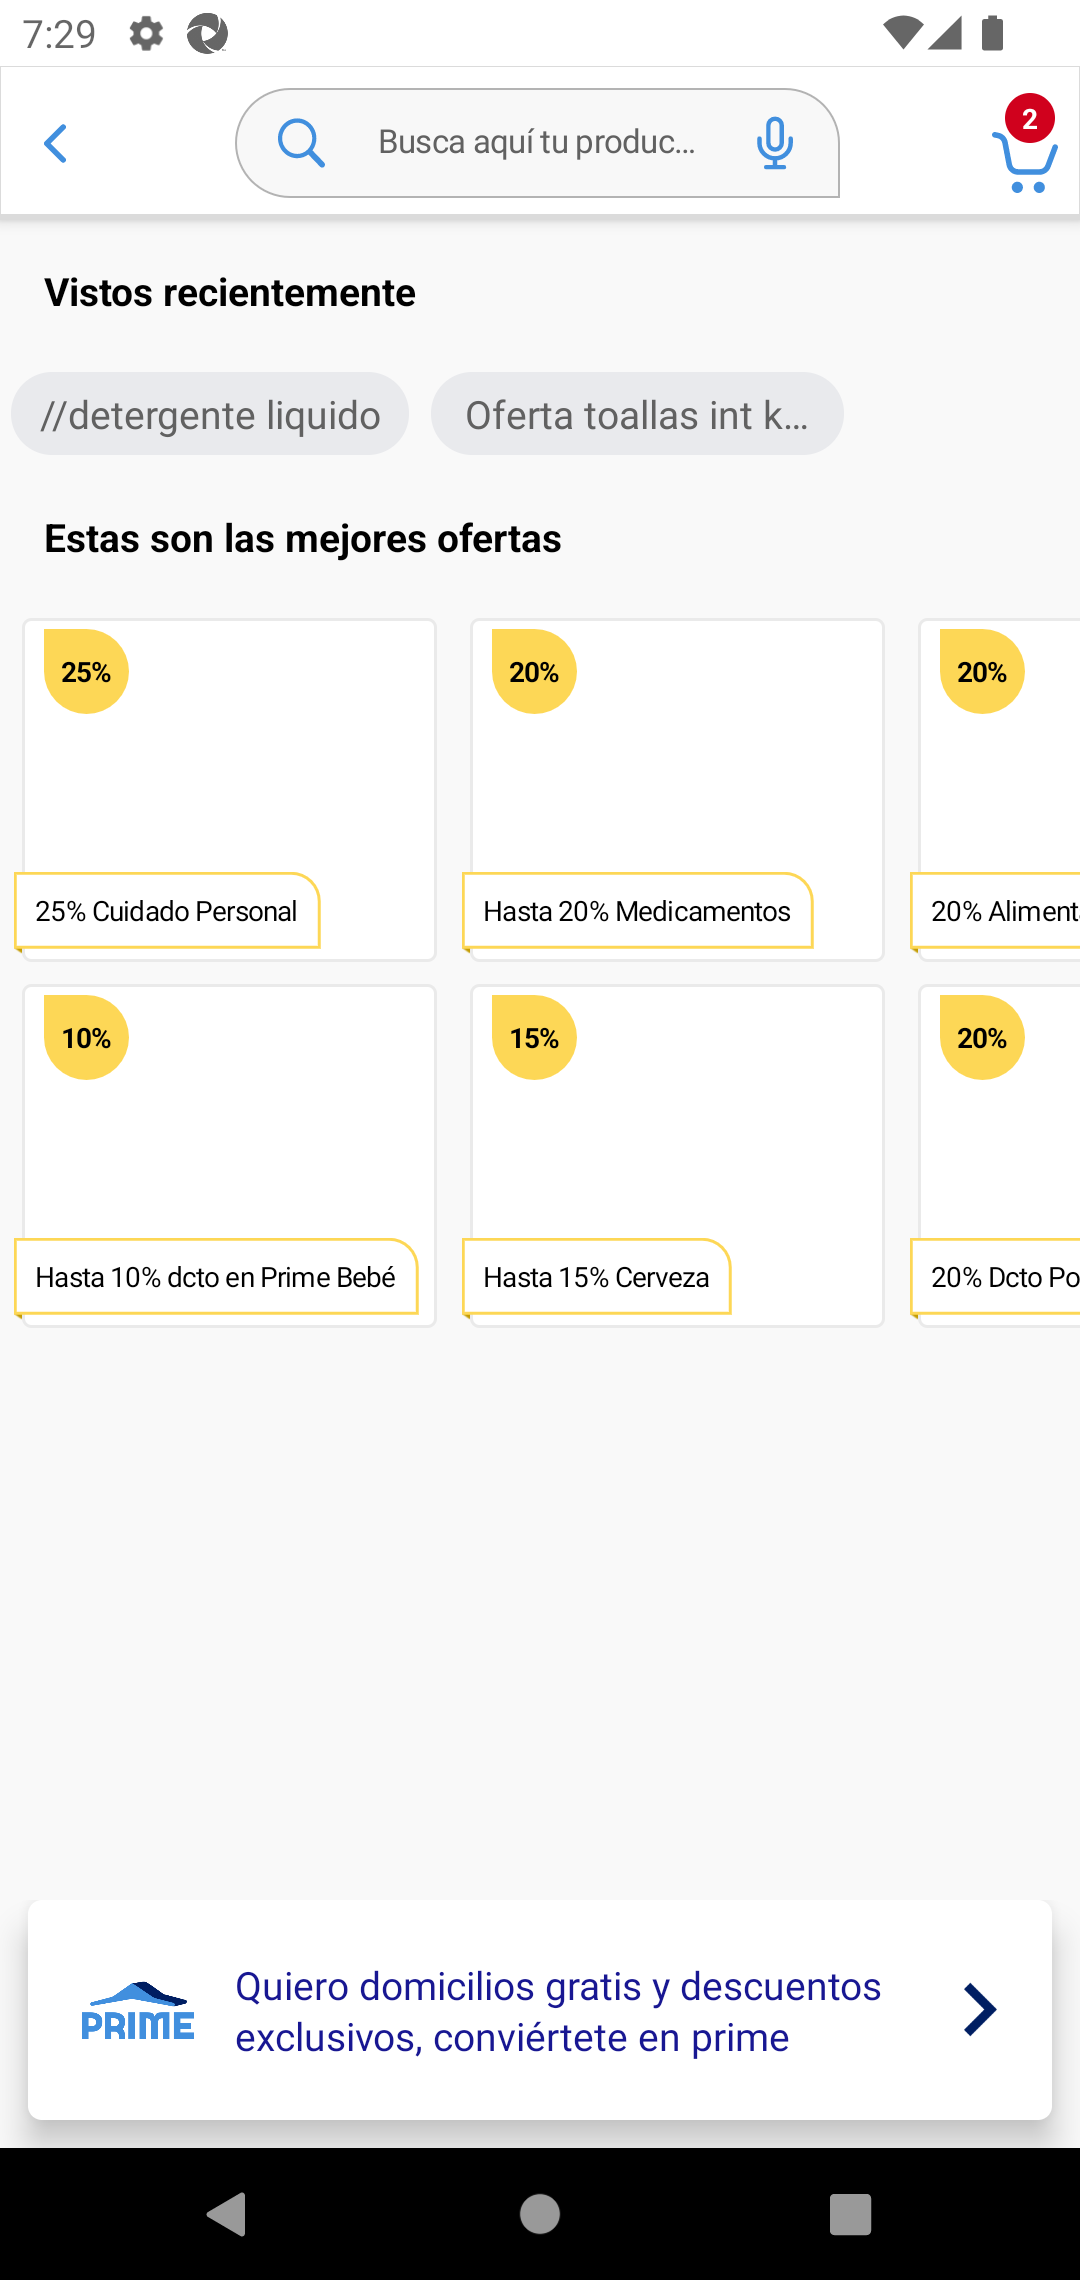 7:29
Busca aquí tu produc...
2
Vistos recientemente
//detergente liquido
Oferta toallas int k...
Estas son las mejores ofertas
25%
20%
20%
25% Cuidado Personal
Hasta 20% Medicamentos
20% Aliment
10%
15%
20%
Hasta 10% dcto en Prime Bebé
Hasta 15% Cerveza
20% Dcto Po
PRIME
Quiero domicilios gratis y descuentos
exclusivos, conviértete en prime